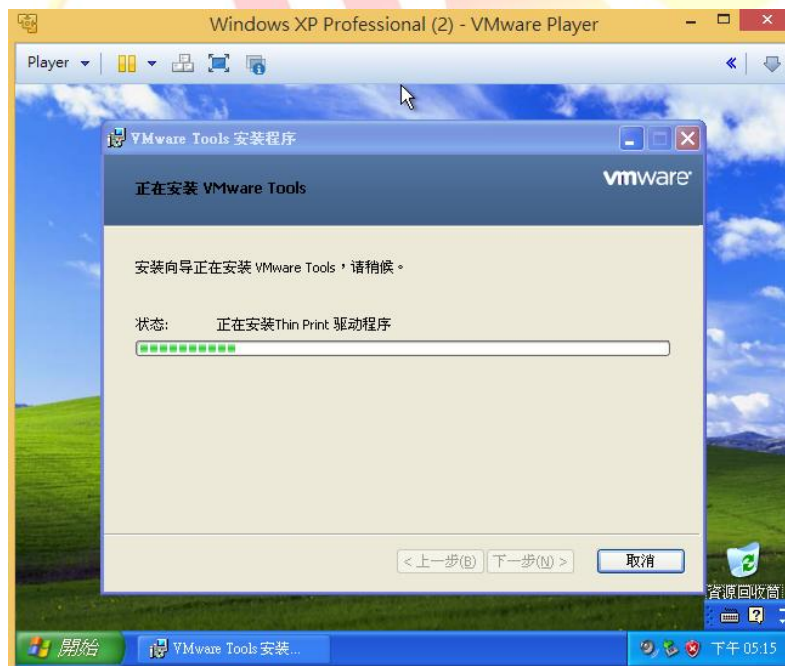 Windows XP Professional (2) - VMware Player
Player
VMware Tools 安装程序
正在安装 VMware Tools
vmware
安装向导正在安装 VMware Tools,请稍候。
状态: 正在安装Thin Print 驱动程序
<上一步(B) 下一步(N)> 取消
資源回收筒
開始 VMware Tools 安装... 下午 05:15